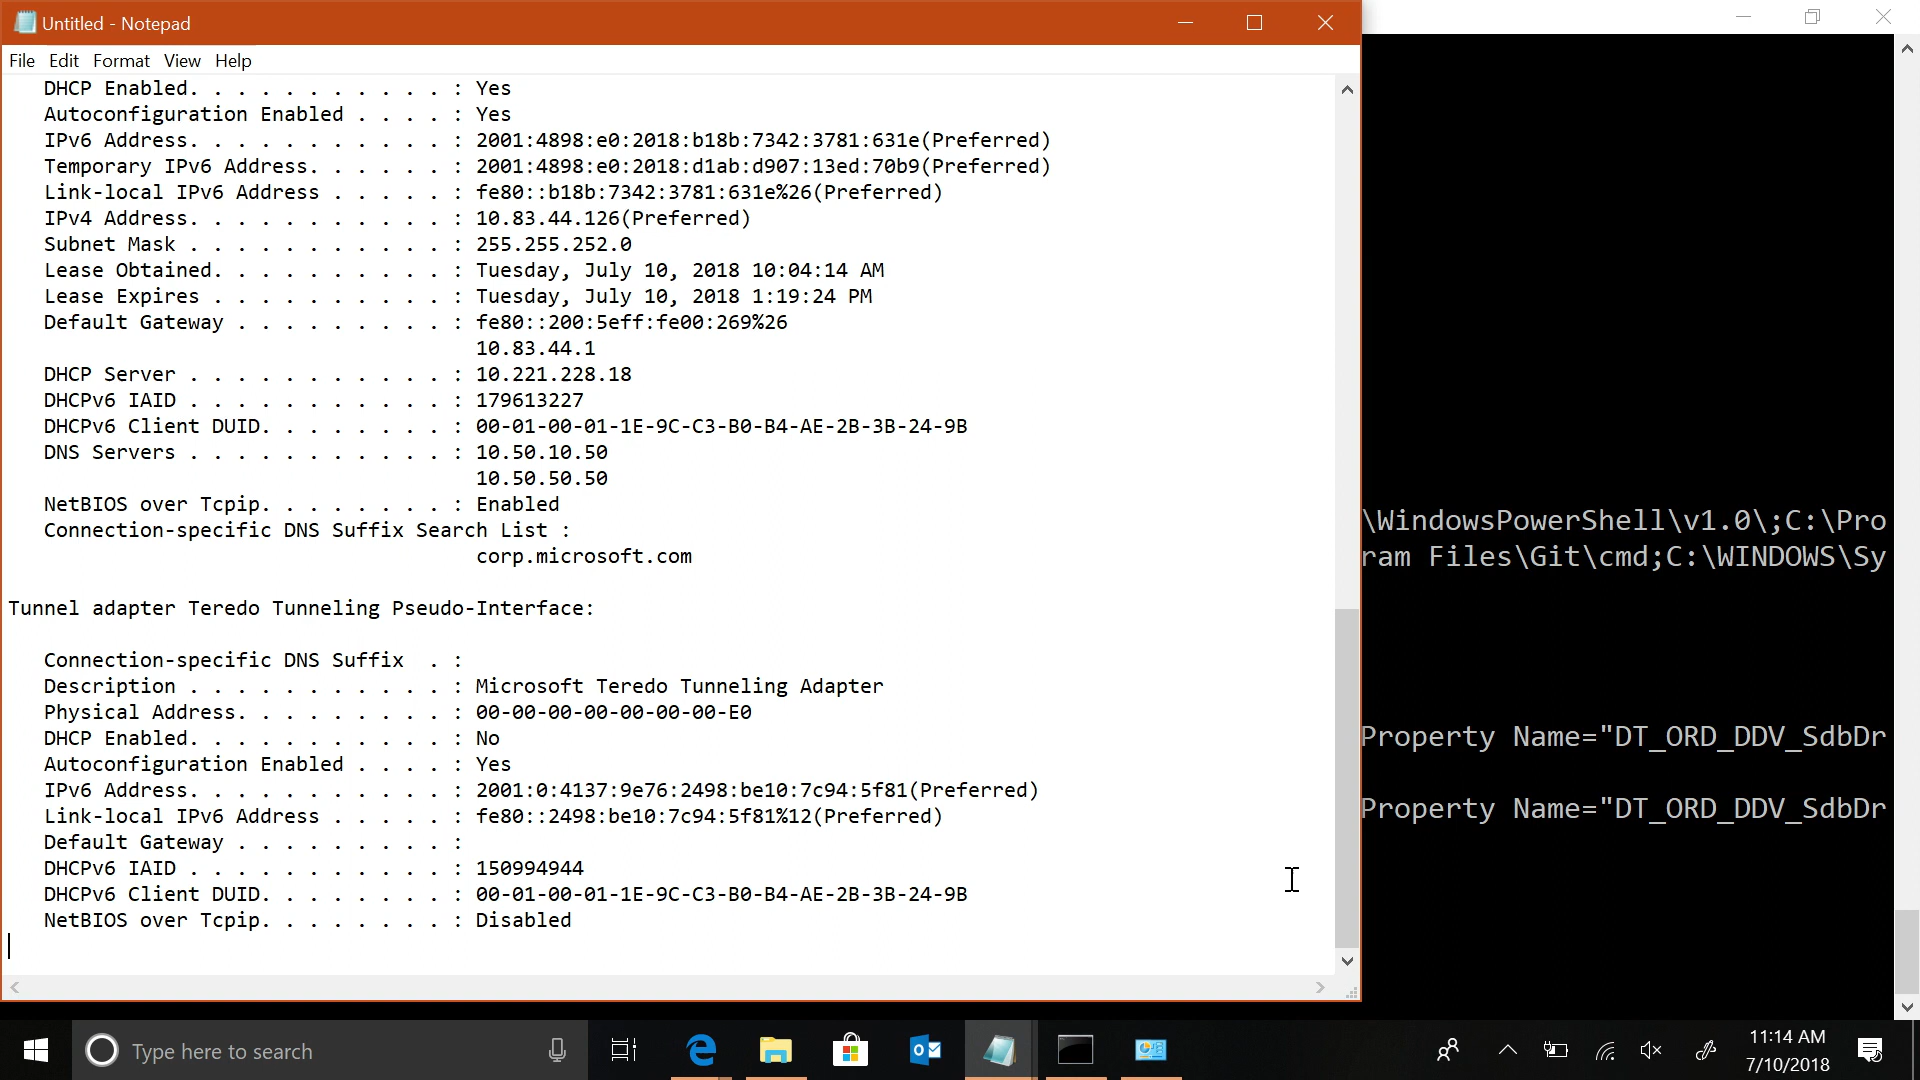 Untitled - Notepad
File Edit Format View Help
DHCP Enabled. . . . . . . . . . . : Yes
Autoconfiguration Enabled . . . . : Yes
IPv6 Address. . . . . . . . . . . : 2001:4898:e0:2018:b18b:7342:3781:631e(Preferred)
Temporary IPv6 Address. . . . . . : 2001:4898:e0:2018:d1ab:d907:13ed:70b9(Preferred)
Link-local IPv6 Address . . . . . : fe80::b18b:7342:3781:631e%26(Preferred)
IPv4 Address. . . . . . . . . . . : 10.83.44.126(Preferred)
Subnet Mask . . . . . . . . . . . : 255.255.252.0
Lease Obtained. . . . . . . . . . : Tuesday, July 10, 2018 10:04:14 AM
Lease Expires . . . . . . . . . . : Tuesday, July 10, 2018 1:19:24 PM
Default Gateway . . . . . . . . . : fe80::200:5eff:fe00:269%26
10.83.44.1
DHCP Server . . . . . . . . . . . : 10.221.228.18
DHCPv6 IAID . . . . . . . . . . . : 179613227
DHCPv6 Client DUID. . . . . . . . : 00-01-00-01-1E-9C-C3-B0-B4-AE-2B-3B-24-9B
DNS Servers . . . . . . . . . . . : 10.50.10.50
10.50.50.50
NetBIOS over Tcpip. . . . . . . . : Enabled
Connection-specific DNS Suffix Search List :
corp.microsoft.com
Tunnel adapter Teredo Tunneling Pseudo-Interface:
Connection-specific DNS Suffix  . :
Description . . . . . . . . . . . : Microsoft Teredo Tunneling Adapter
Physical Address. . . . . . . . . : 00-00-00-00-00-00-00-E0
DHCP Enabled. . . . . . . . . . . : No
Autoconfiguration Enabled . . . . : Yes
IPv6 Address. . . . . . . . . . . : 2001:0:4137:9e76:2498:be10:7c94:5f81(Preferred)
Link-local IPv6 Address . . . . . : fe80::2498:be10:7c94:5f81%12(Preferred)
Default Gateway . . . . . . . . . :
DHCPv6 IAID . . . . . . . . . . . : 150994944
DHCPv6 Client DUID. . . . . . . . : 00-01-00-01-1E-9C-C3-B0-B4-AE-2B-3B-24-9B
NetBIOS over Tcpip. . . . . . . . : Disabled
\WindowsPowerShell\v1.0\;C:\Pro
ram Files\Git\cmd;C:\WINDOWS\Sy
Property Name="DT_ORD_DDV_SdbDr
Property Name="DT_ORD_DDV_SdbDr
Type here to search
11:14 AM
7/10/2018